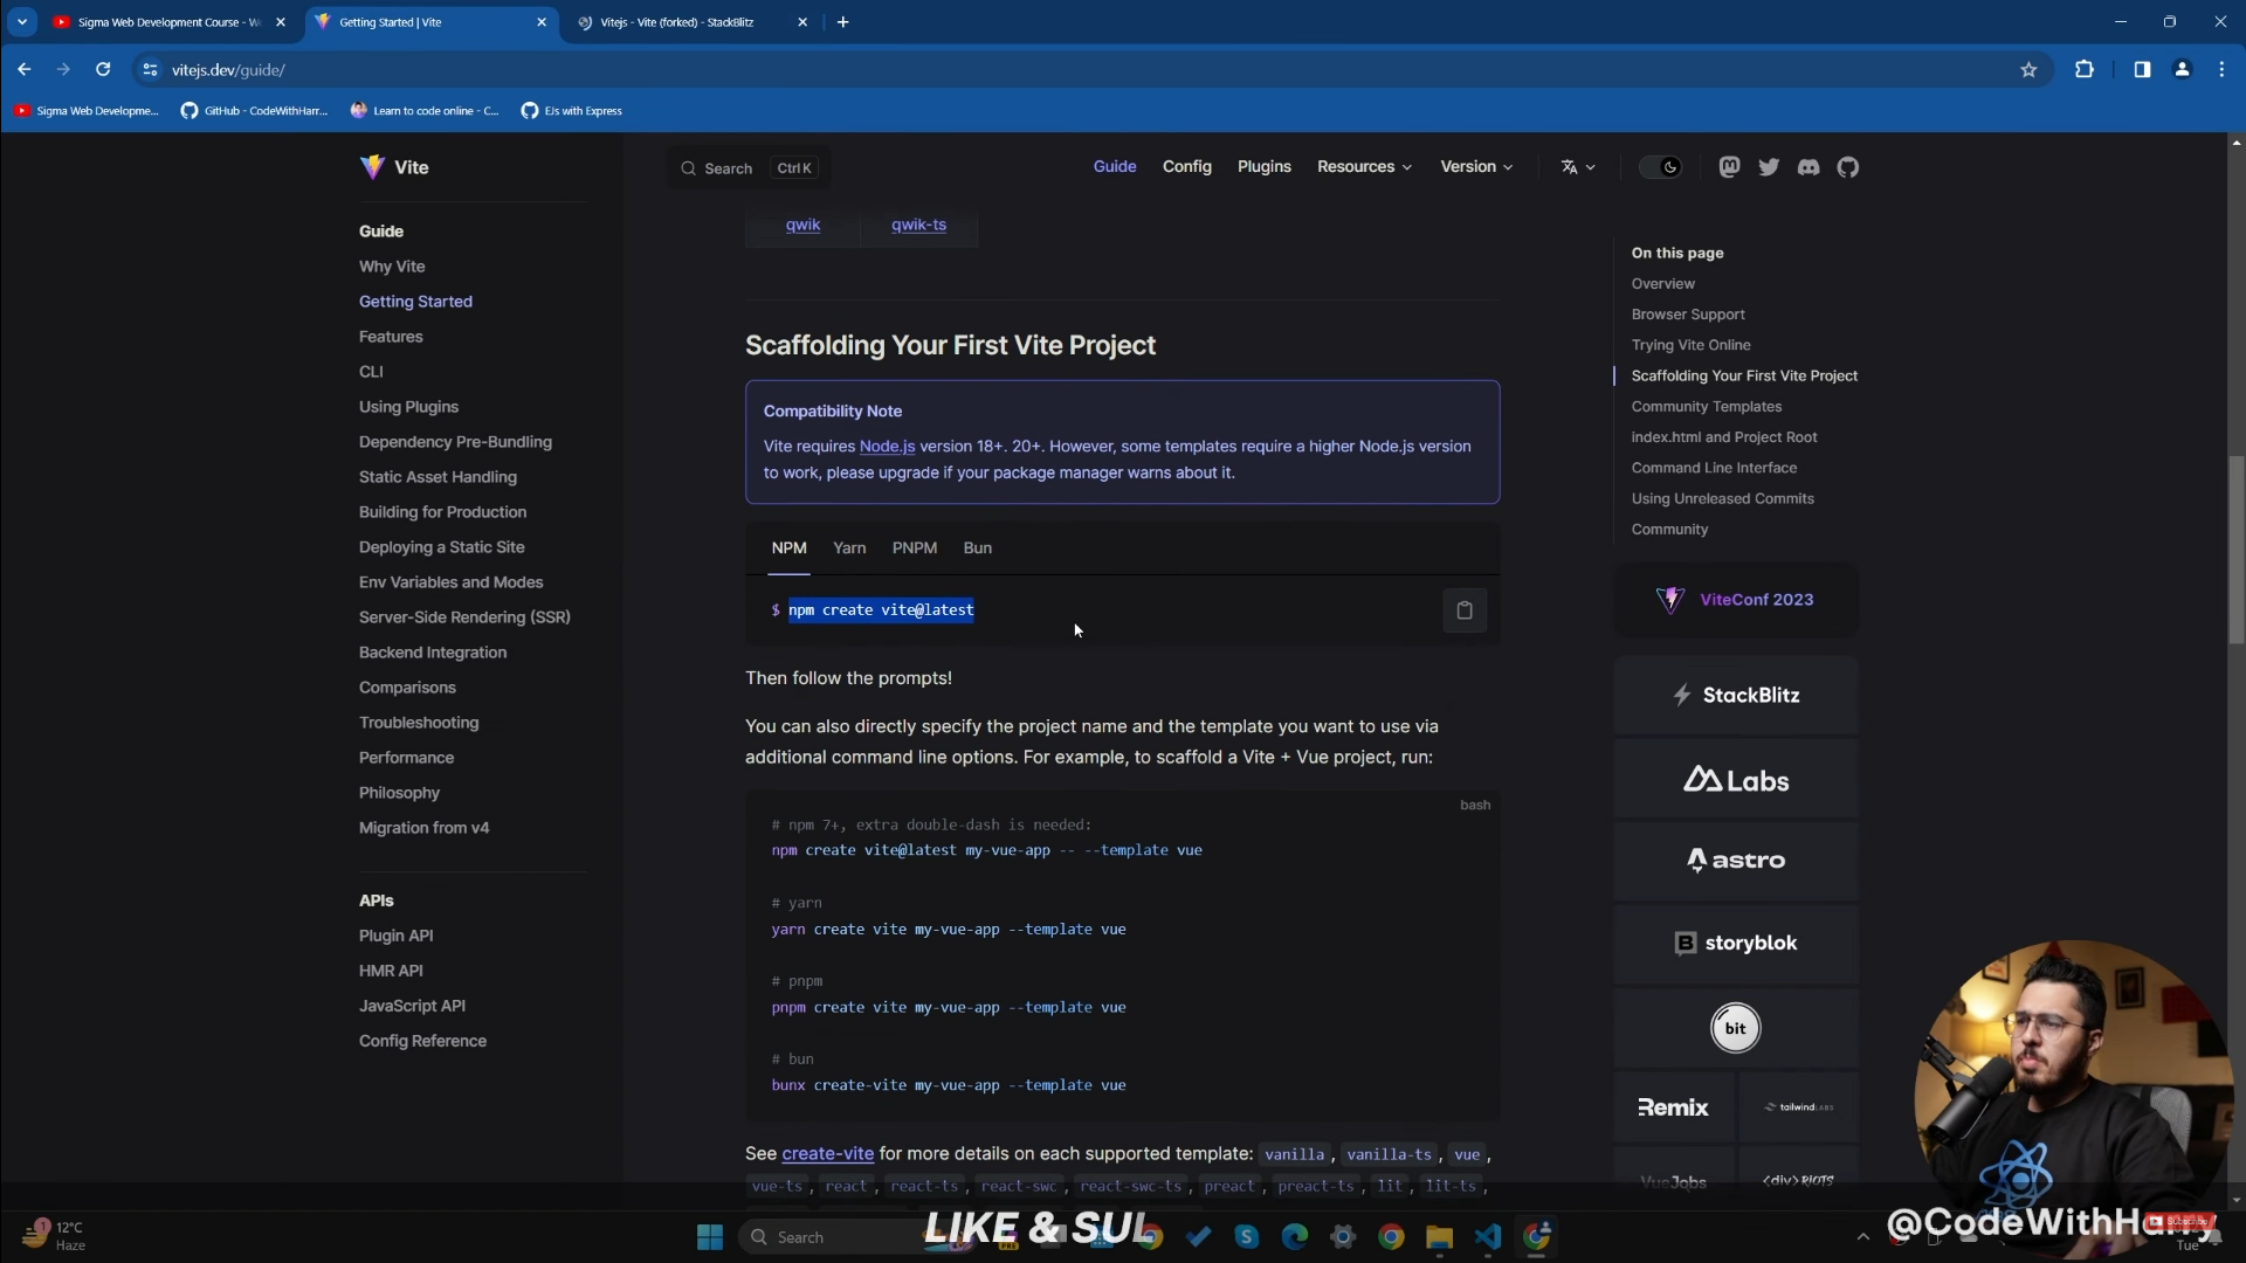 Sigma Web Development Course - W
Getting Started | Vite
Vitejs - Vite (forked) - StackBlitz
vitejs.dev/guide/
Sigma Web Developme...
GitHub - CodeWithHarr...
Learn to code online - C...
EJs with Express
Vite
Search
Ctrl K
Guide
Config
Plugins
Resources
Version
Guide
Why Vite
Getting Started
Features
CLI
Using Plugins
Dependency Pre-Bundling
Static Asset Handling
Building for Production
Deploying a Static Site
Env Variables and Modes
Server-Side Rendering (SSR)
Backend Integration
Comparisons
Troubleshooting
Performance
Philosophy
Migration from v4
APIs
Plugin API
HMR API
JavaScript API
Config Reference
qwik
qwik-ts
Scaffolding Your First Vite Project
Compatibility Note
Vite requires Node.js version 18+. 20+. However, some templates require a higher Node.js version
to work, please upgrade if your package manager warns about it.
NPM
Yarn
PNPM
Bun
$ npm create vite@latest
Then follow the prompts!
You can also directly specify the project name and the template you want to use via
additional command line options. For example, to scaffold a Vite + Vue project, run:
bash
# npm 7+, extra double-dash is needed:
npm create vite@latest my-vue-app -- --template vue
# yarn
yarn create vite my-vue-app --template vue
# pnpm
pnpm create vite my-vue-app --template vue
# bun
bunx create-vite my-vue-app --template vue
See create-vite for more details on each supported template: vanilla, vanilla-ts, vue,
vue-ts, react, react-ts, react-swc, react-swc-ts, preact, preact-ts, lit, lit-ts,
On this page
Overview
Browser Support
Trying Vite Online
Scaffolding Your First Vite Project
Community Templates
index.html and Project Root
Command Line Interface
Using Unreleased Commits
Community
ViteConf 2023
StackBlitz
Labs
astro
storyblok
bit
Remix
tailwind LABS
VueJobs
<div>RIOTS
1
12°C
Haze
Search
LIKE & SUL
PRE
@CodeWithHarry
Subscribe
Tue